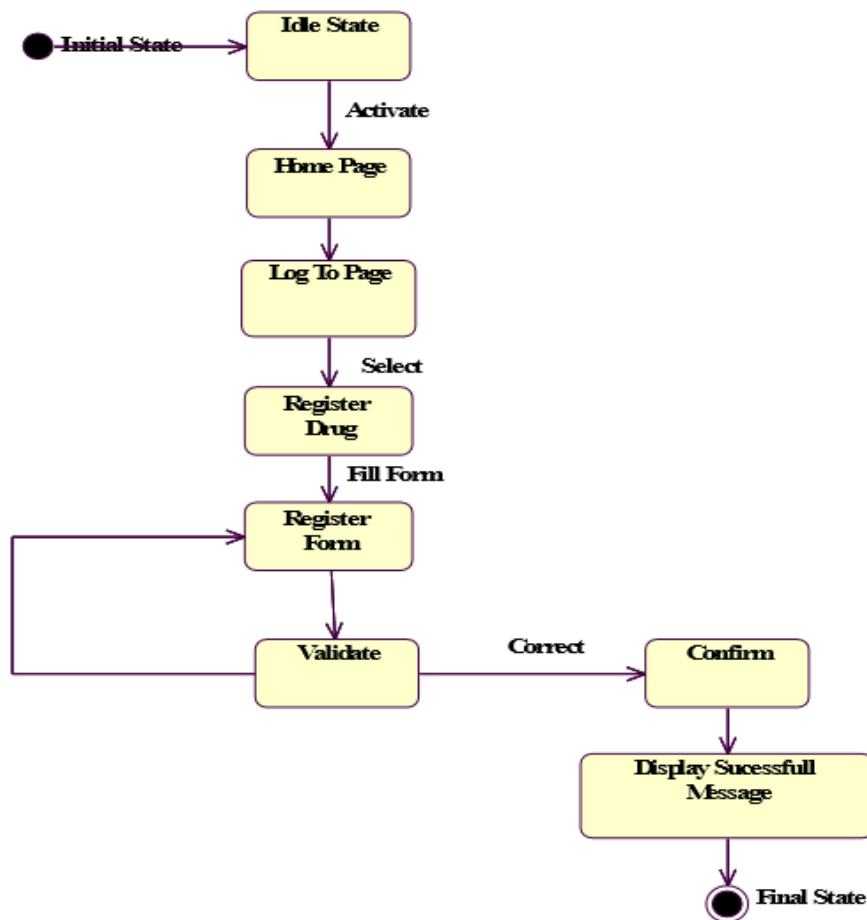 Idle State
Initial State
Activate
Home Page
Log To Page
Select
Register
Drug
Fill Form
Register
Form
Validate
Correct
Confirm
Display Sucessfull
Message
Final State